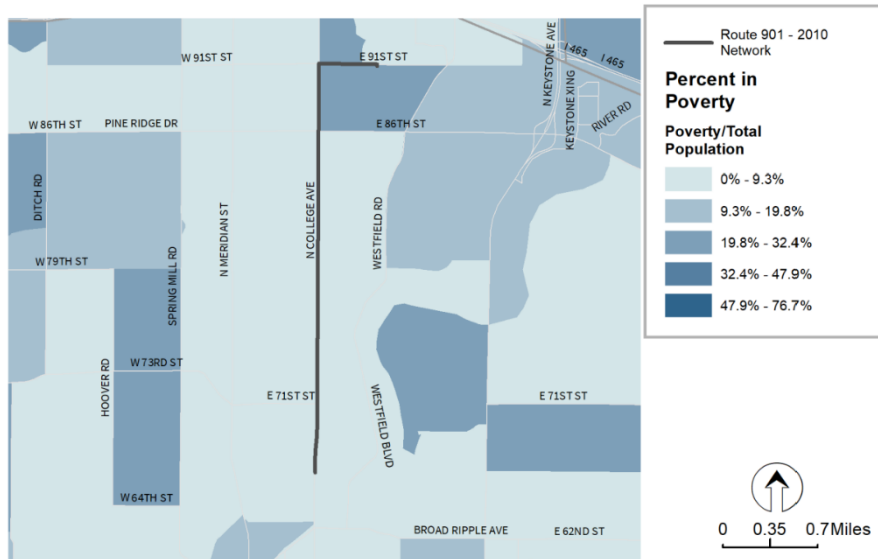 W 91ST ST
E 91ST ST
N KEYSTONE AVE
I 465
I 465
KEYSTONE XING
RIVER RD
W 86TH ST
PINE RIDGE DR
E 86TH ST
DITCH RD
SPRING MILL RD
N MERIDIAN ST
N COLLEGE AVE
WESTFIELD RD
W 79TH ST
HOOVER RD
W 73RD ST
E 71ST ST
WESTFIELD BLVD
E 71ST ST
W 64TH ST
BROAD RIPPLE AVE
E 62ND ST
Route 901 - 2010
Network
Percent in
Poverty
Poverty/Total
Population
0% - 9.3%
9.3% - 19.8%
19.8% - 32.4%
32.4% - 47.9%
47.9% - 76.7%
0 0.35 0.7Miles